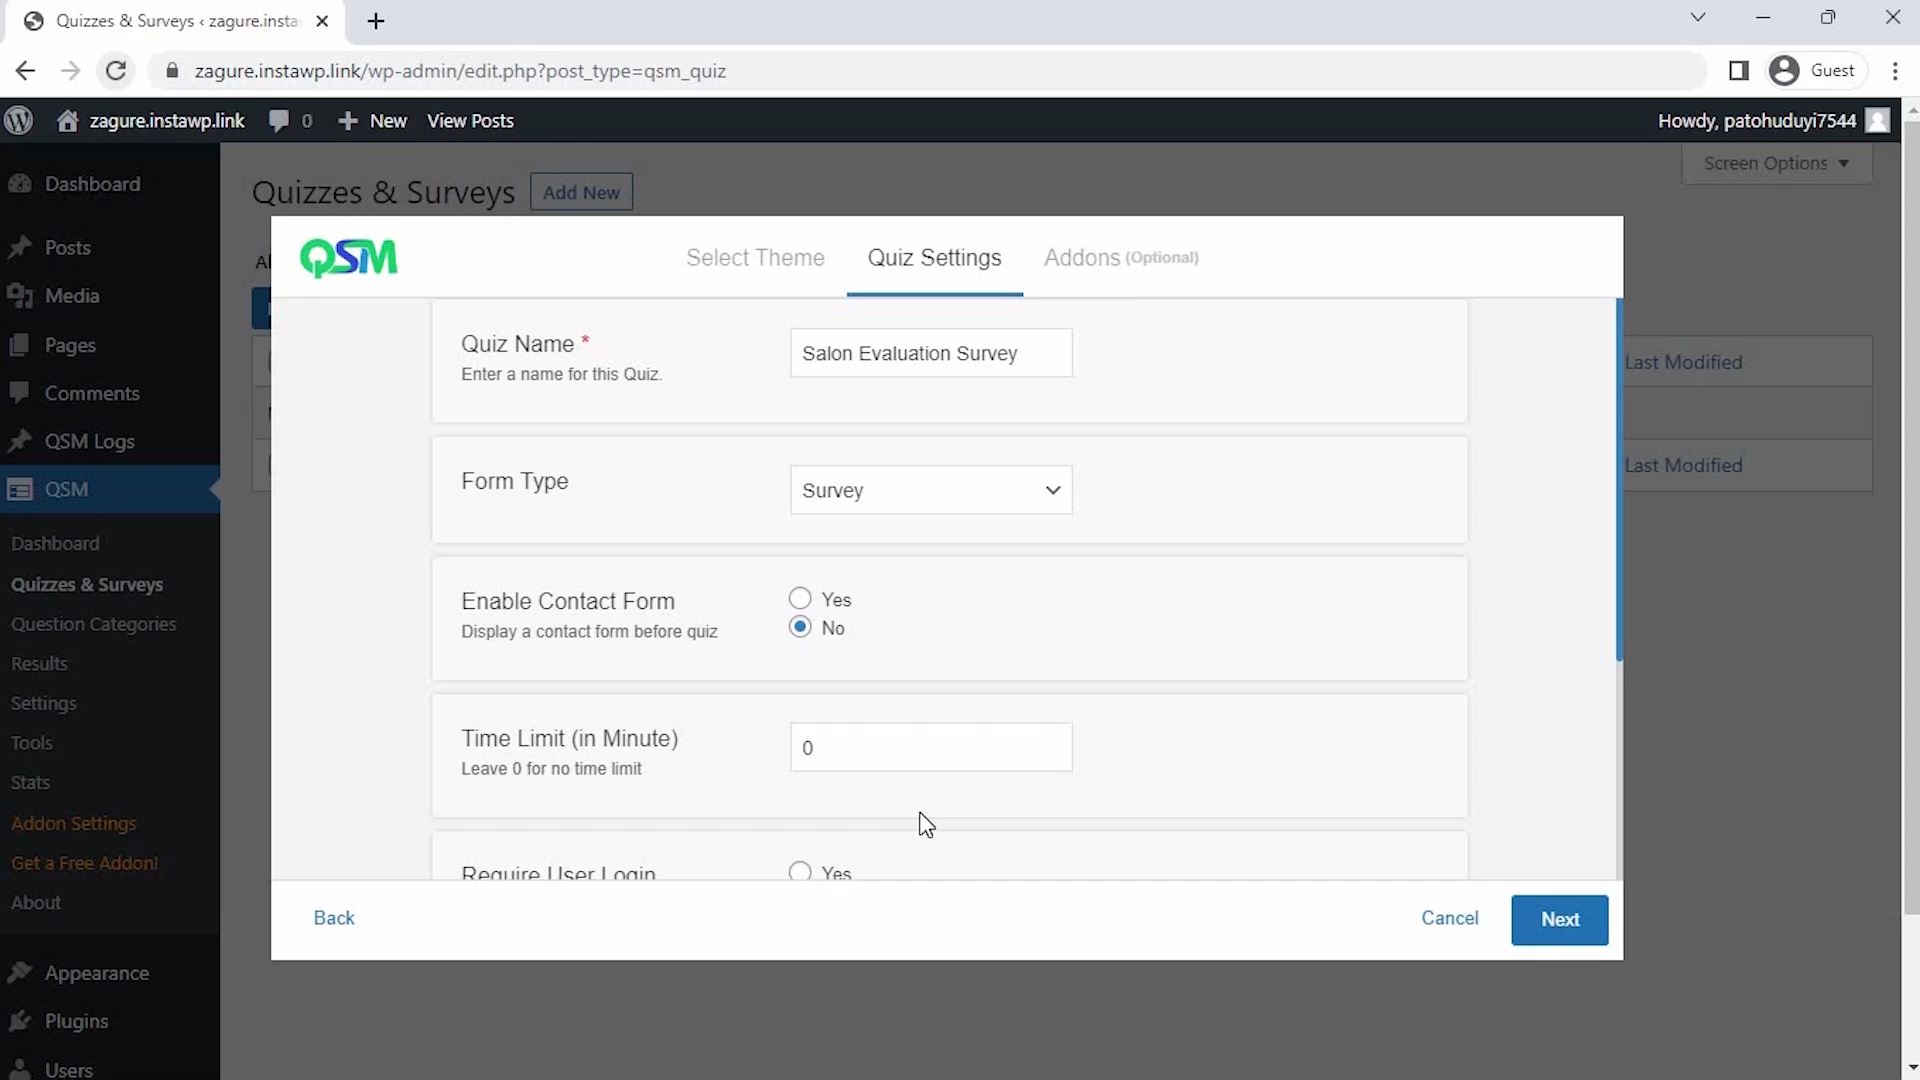 Quizzes & Surveys ‹ zagure.insta
zagure.instawp.link/wp-admin/edit.php?post_type=qsm_quiz
Guest
zagure.instawp.link
0
New
View Posts
Howdy, patohuduyi7544
Dashboard
Posts
Media
Pages
Comments
QSM Logs
QSM
Dashboard
Quizzes & Surveys
Question Categories
Results
Settings
Tools
Stats
Addon Settings
Get a Free Addon!
About
Appearance
Plugins
Users
Screen Options
Quizzes & Surveys
Add New
Al
QSM
Select Theme
Quiz Settings
Addons (Optional)
Quiz Name *
Salon Evaluation Survey
Enter a name for this Quiz.
Form Type
Survey
Enable Contact Form
Display a contact form before quiz
Yes
No
Time Limit (in Minute)
Leave 0 for no time limit
0
Require User Login
Yes
Back
Cancel
Next
Last Modified
Last Modified